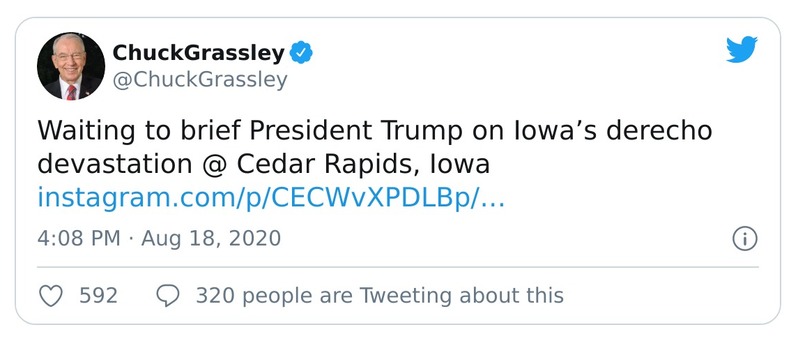 ChuckGrassley
@ChuckGrassley
Waiting to brief President Trump on Iowa’s derecho
devastation @ Cedar Rapids, Iowa
instagram.com/p/CECWvXPDLBp/…
4:08 PM · Aug 18, 2020
592 320 people are Tweeting about this